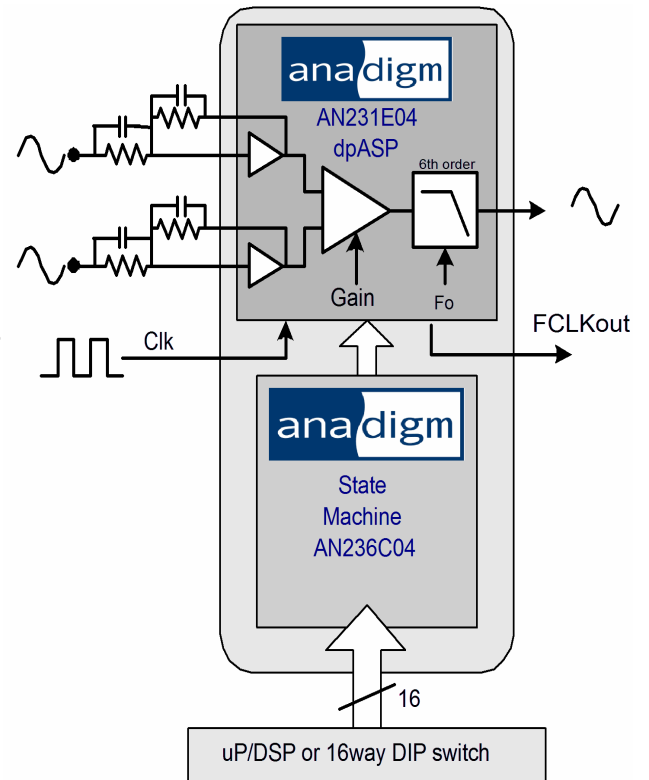 anadigm
AN231E04
dpASP
6th order
Gain
Fo
Clk
FCLKout
anadigm
State
Machine
AN236C04
16
uP/DSP or 16way DIP switch